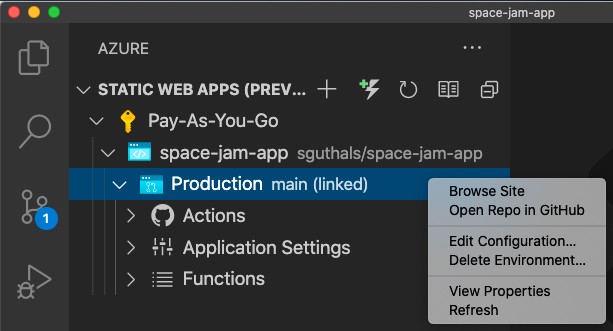 space-jam-app
AZURE
STATIC WEB APPS (PREV...
Pay-As-You-Go
space-jam-app sguthals/space-jam-app
Production main (linked)
Actions
Application Settings
Functions
1
Browse Site
Open Repo in GitHub
Edit Configuration...
Delete Environment...
View Properties
Refresh